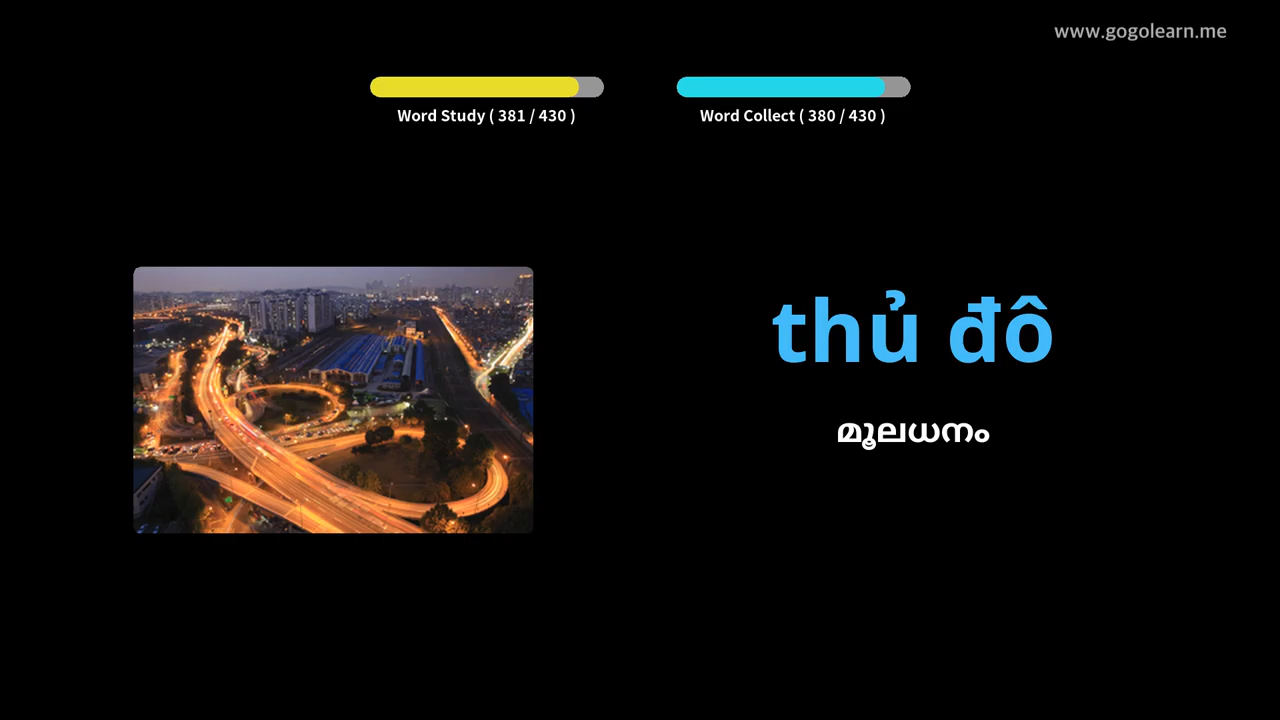 www.gogolearn.me
Word Study ( 381 / 430 )
Word Collect ( 380 / 430 )
thủ đô
മൂലധനം